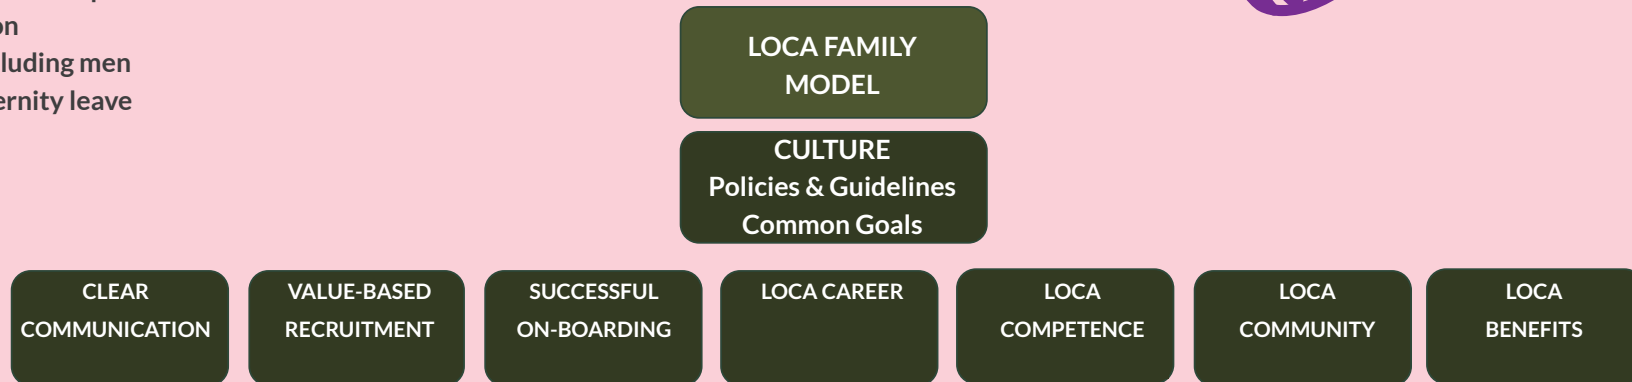 on
cluding men
ernity leave
LOCA FAMILY
MODEL
CULTURE
Policies & Guidelines
Common Goals
CLEAR
COMMUNICATION
VALUE-BASED
RECRUITMENT
SUCCESSFUL
ON-BOARDING
LOCA CAREER
LOCA
COMPETENCE
LOCA
COMMUNITY
LOCA
BENEFITS